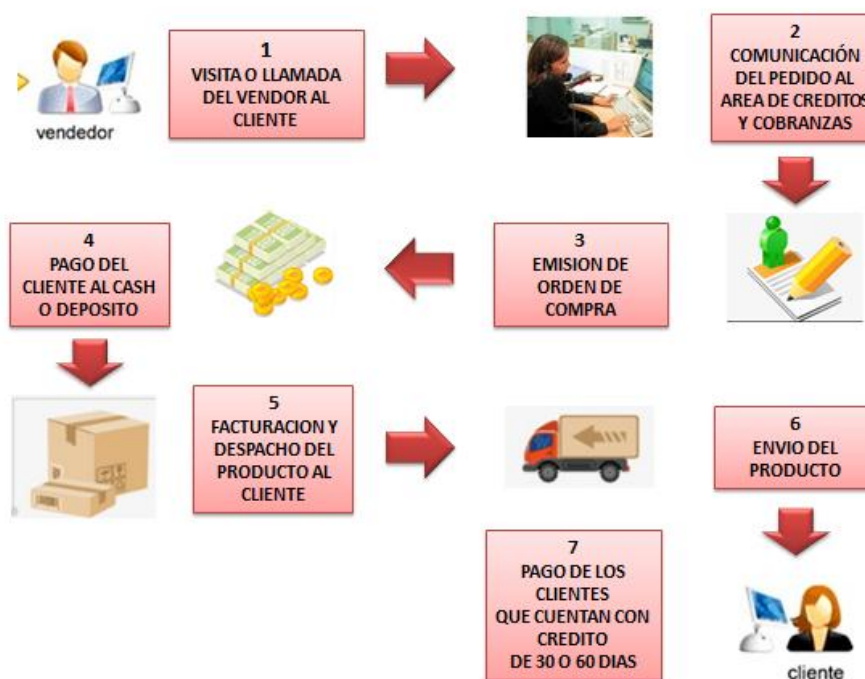 vendedor
1
VISITA O LLAMADA
DEL VENDOR AL
CLIENTE
2
COMUNICACIÓN
DEL PEDIDO AL
AREA DE CREDITOS
Y COBRANZAS
3
EMISION DE
ORDEN DE
COMPRA
4
PAGO DEL
CLIENTE AL CASH
O DEPOSITO
5
FACTURACION Y
DESPACHO DEL
PRODUCTO AL
CLIENTE
6
ENVIO DEL
PRODUCTO
7
PAGO DE LOS
CLIENTES
QUE CUENTAN CON
CREDITO
DE 30 O 60 DIAS
cliente